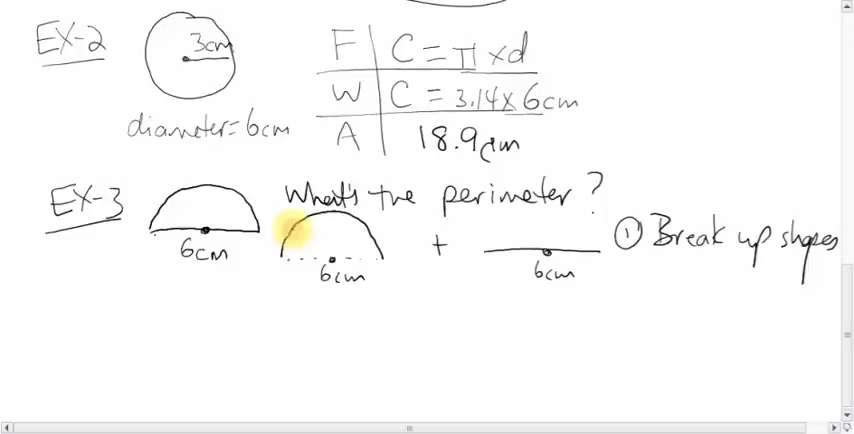 EX-2
3cm
diameter=6cm
F C = π x d
W C = 3.14 x 6cm
A 18.9cm
EX-3
What's the perimeter?
6cm
6cm
+
6cm
① Break up shapes